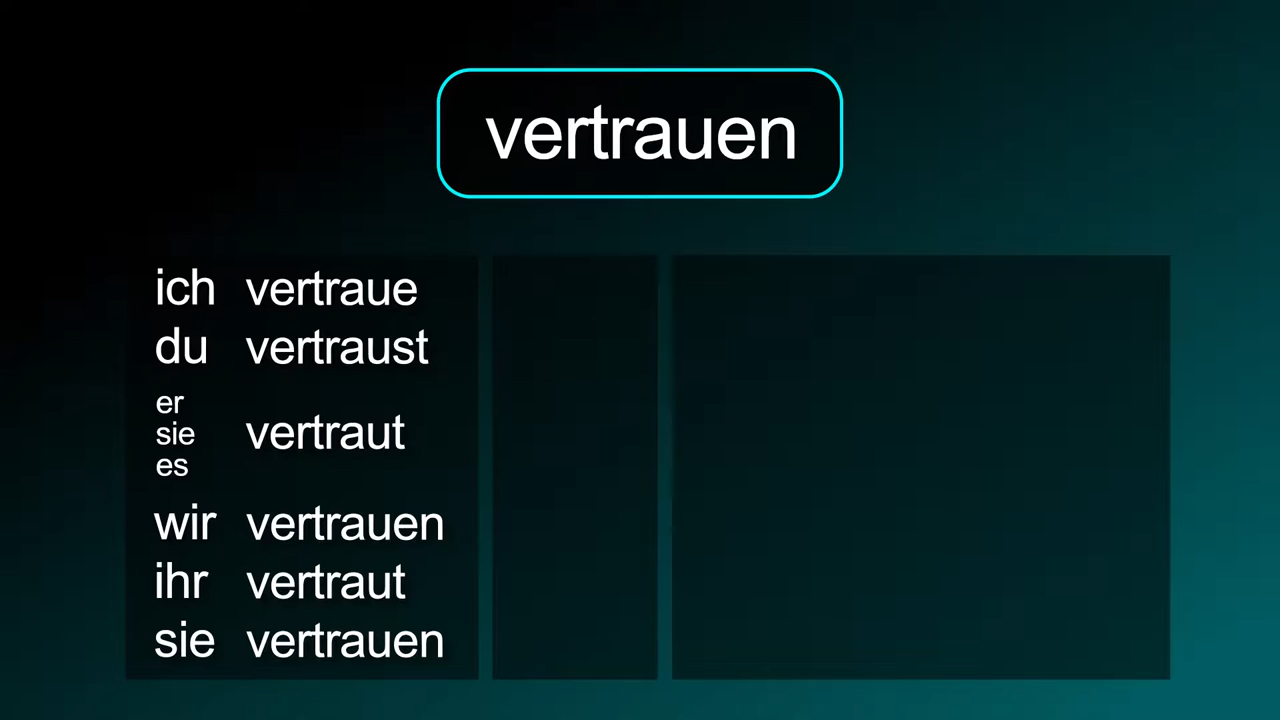 vertrauen
ich vertraue
du vertraust
er
sie vertraut
es
wir vertrauen
ihr vertraut
sie vertrauen